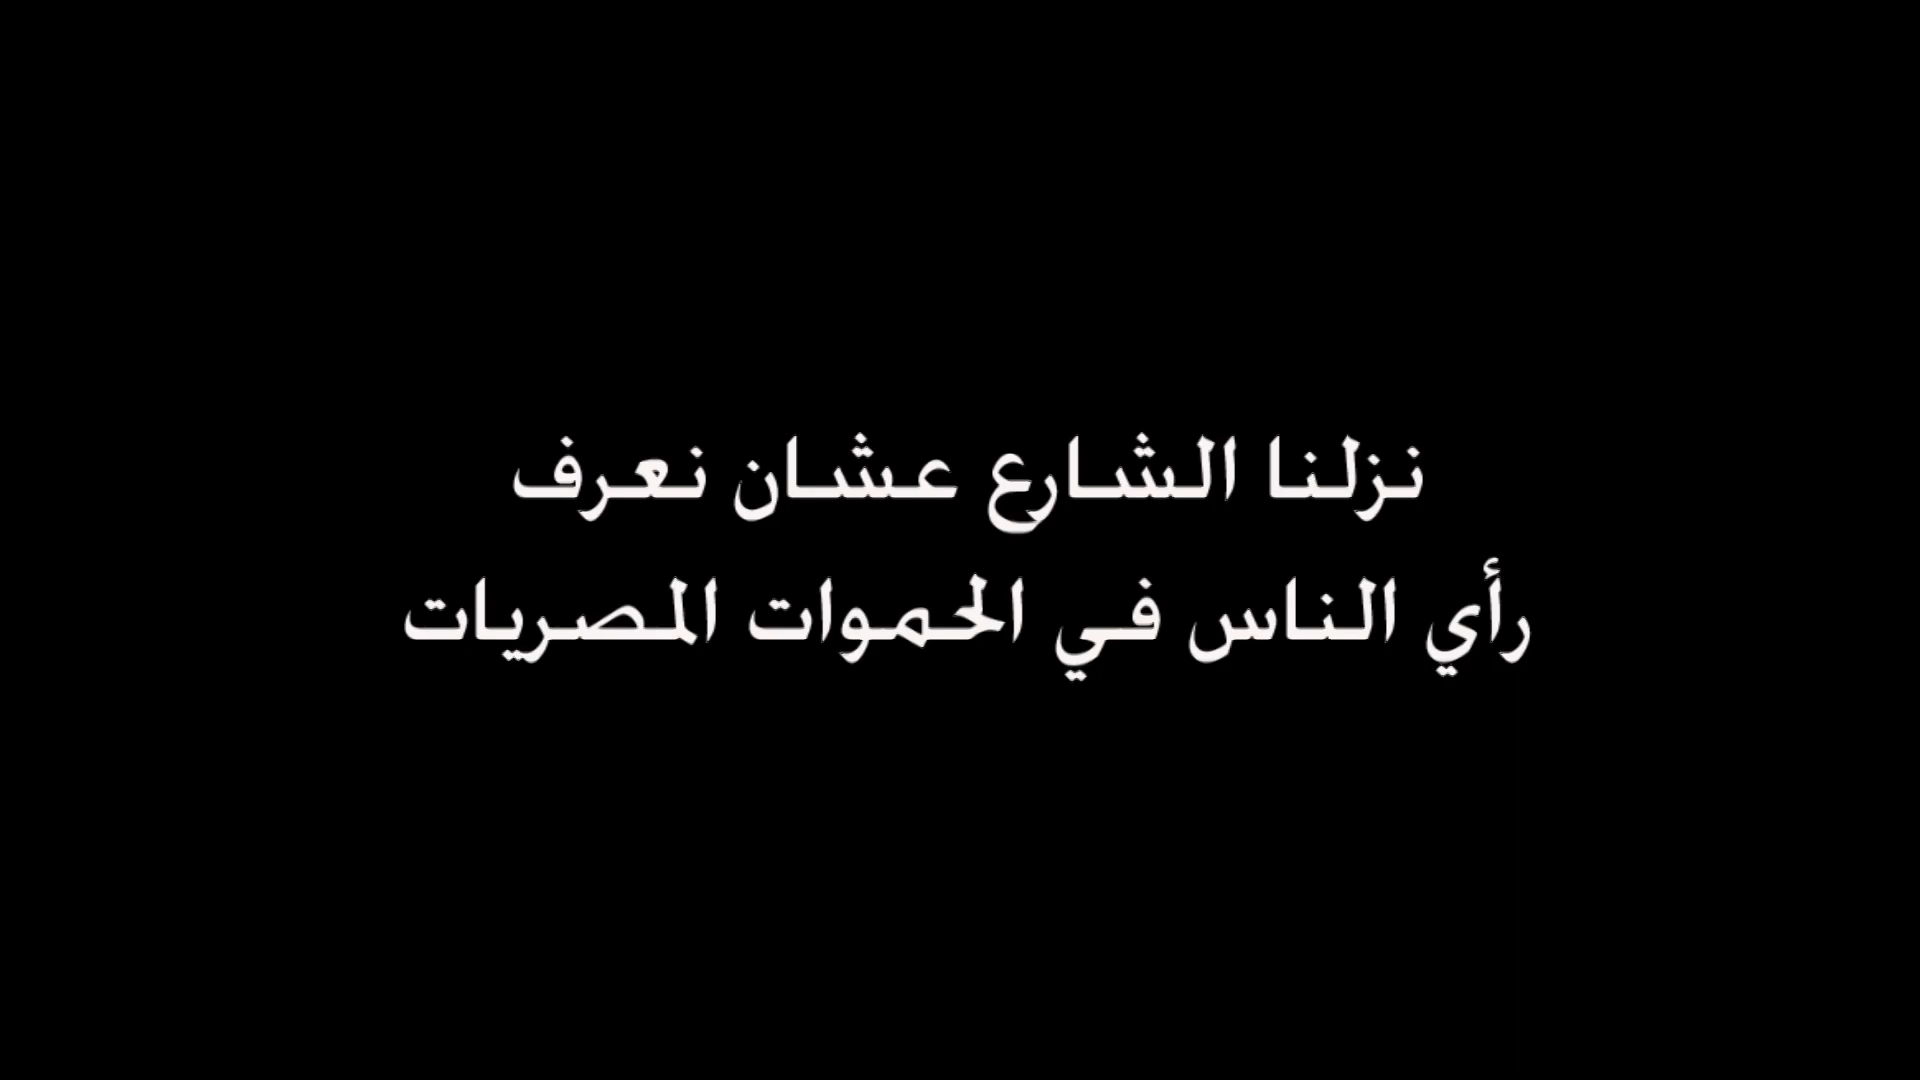 نزلنا الشارع عشان نعرف
رأي الناس في الحموات المصريات